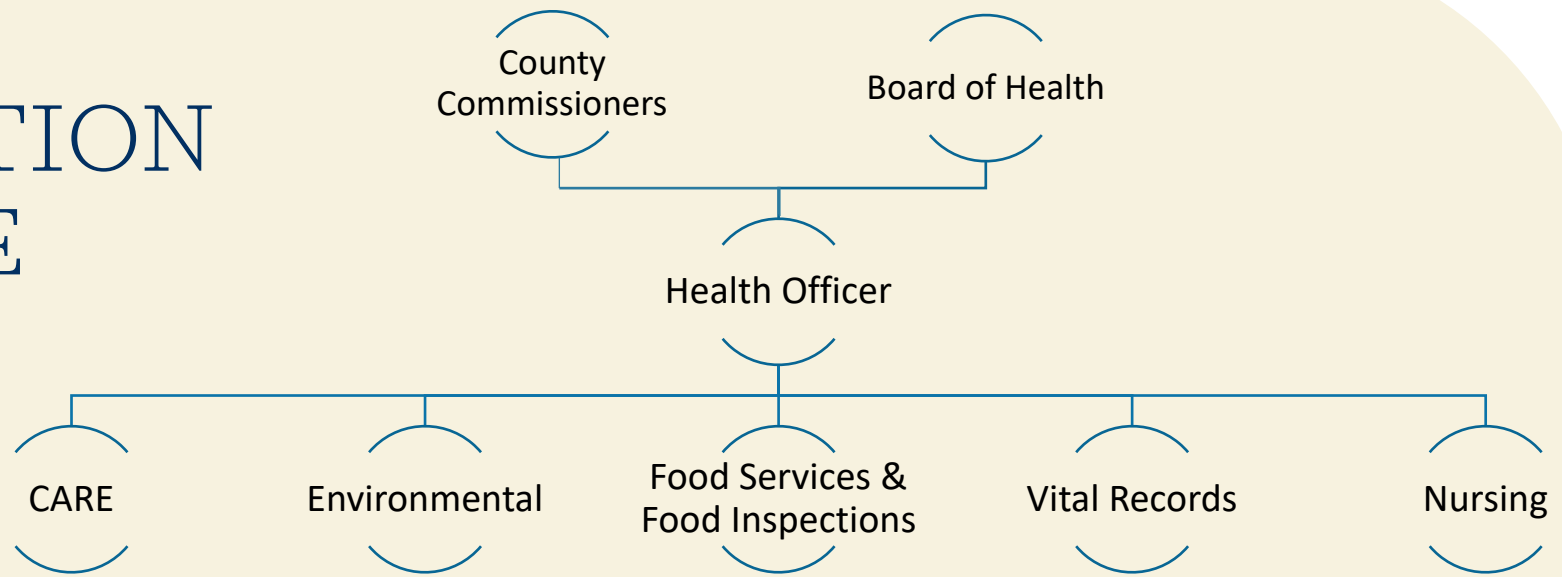 TION
E
County
Commissioners
Board of Health
Health Officer
CARE
Environmental
Food Services &
Food Inspections
Vital Records
Nursing